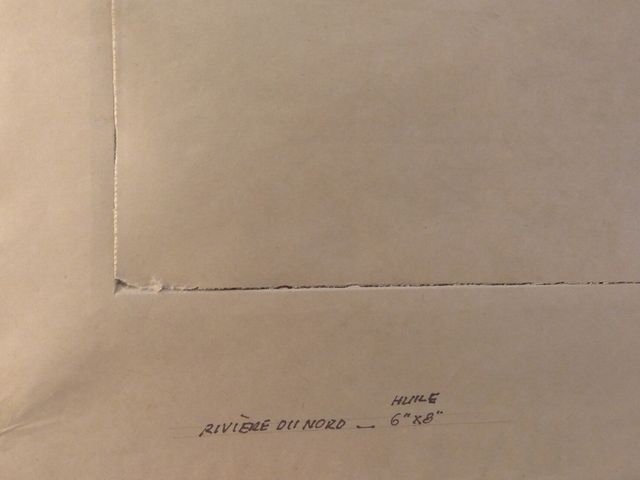 HUILE
RIVIÈRE DU NORD — 6" x 8"